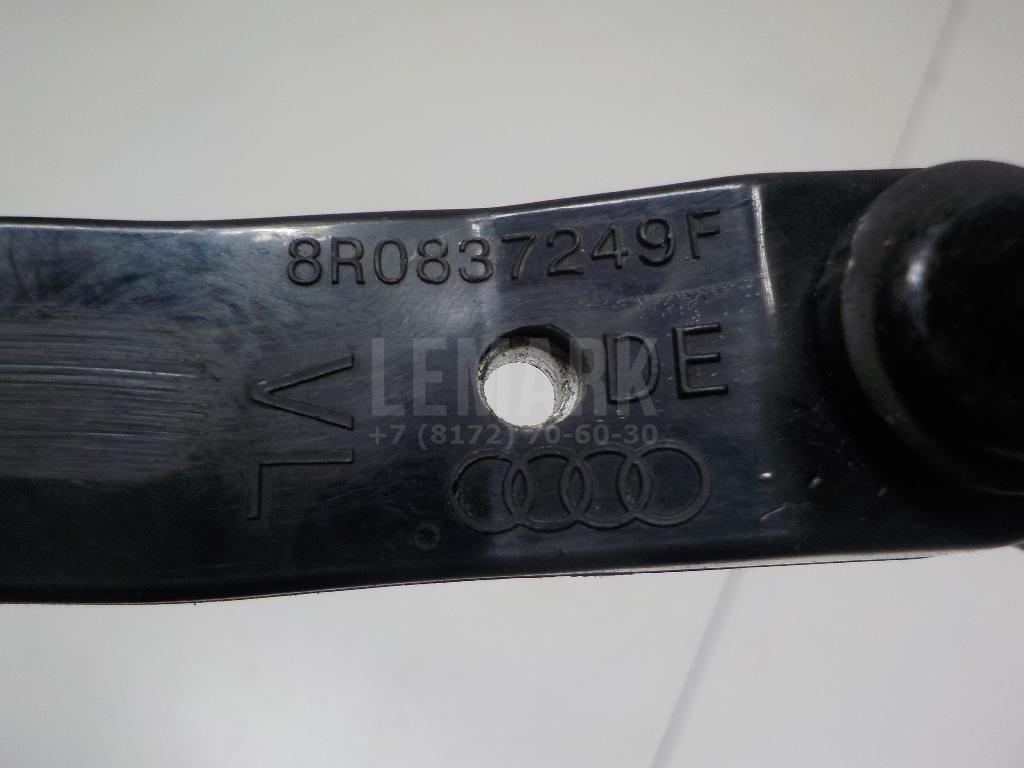 8R0837249F
DE
VL
LEMARK
+7 (8172) 70-60-30